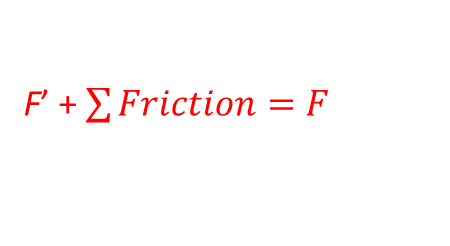 F’ + ∑ Friction = F